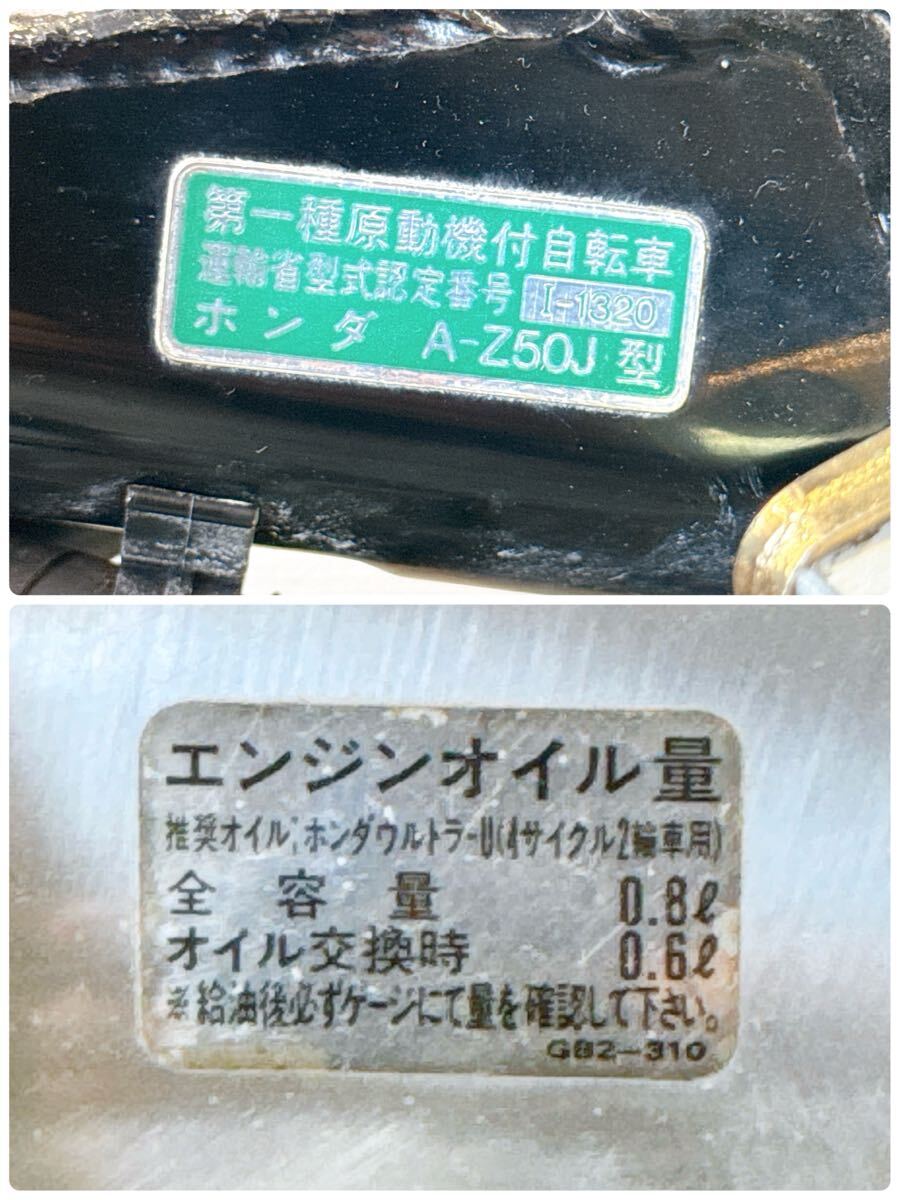 第一種原動機付自転車
運輸省型式認定番号 I-1320
ホンダ A-Z50J 型
エンジンオイル量
推奨オイル;ホンダウルトラ-U(4サイクル2輪車用)
全容量 0.8ℓ
オイル交換時 0.6ℓ
※給油後必ずゲージにて量を確認して下さい。
GB2-310